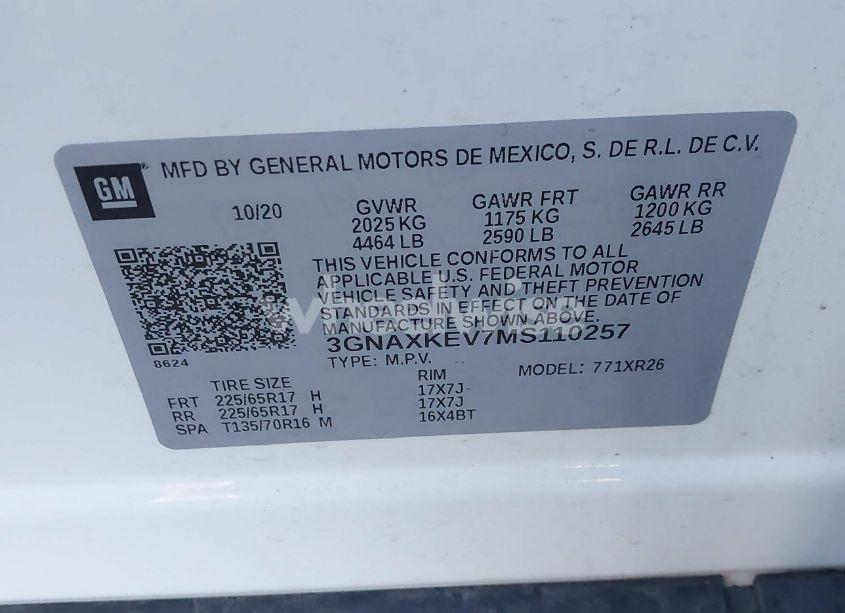 GM
MFD BY GENERAL MOTORS DE MEXICO, S. DE R.L. DE C.V.
10/20 GVWR GAWR FRT GAWR RR
2025 KG 1175 KG 1200 KG
4464 LB 2590 LB 2645 LB
THIS VEHICLE CONFORMS TO ALL
APPLICABLE U.S. FEDERAL MOTOR
VEHICLE SAFETY AND THEFT PREVENTION
STANDARDS IN EFFECT ON THE DATE OF
MANUFACTURE SHOWN ABOVE.
3GNAXKEV7MS110257
8624
TYPE: M.P.V. MODEL: 771XR26
TIRE SIZE RIM
FRT 225/65R17 H 17X7J
RR 225/65R17 H 17X7J
SPA T135/70R16 M 16X4BT